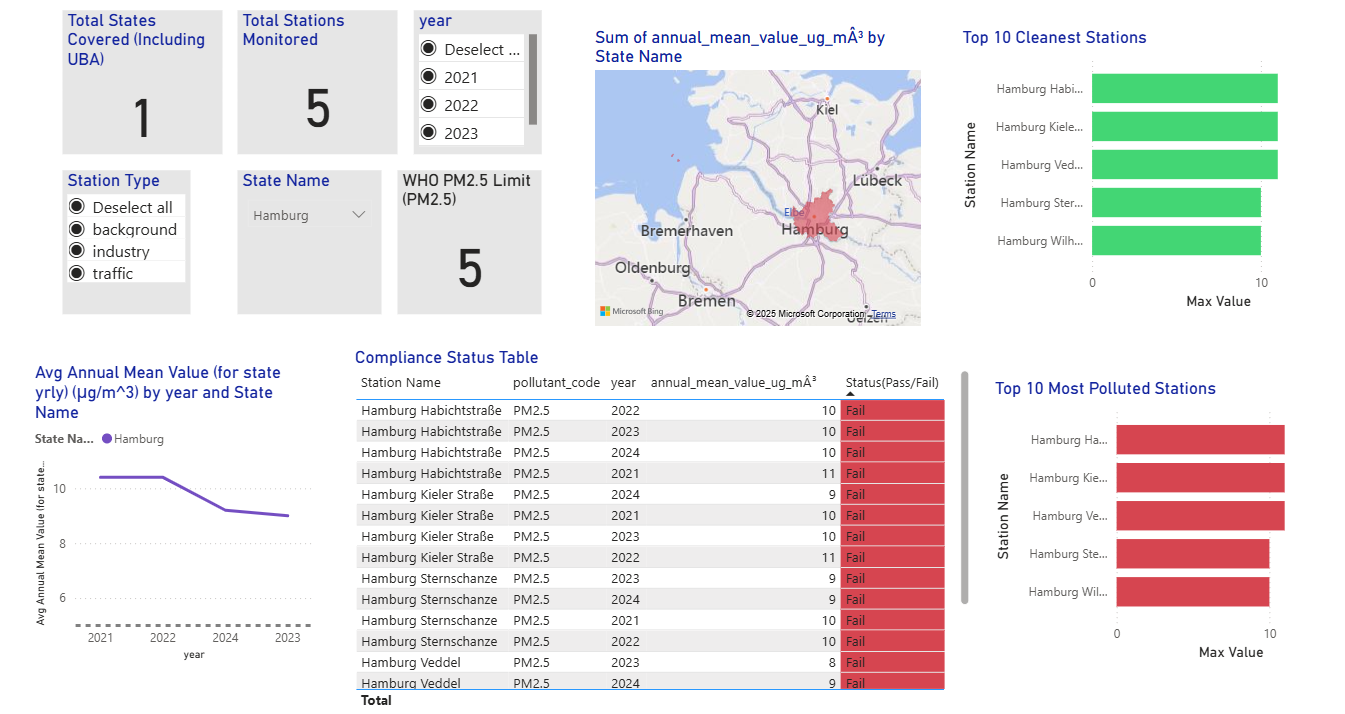 Total States
Covered (Including
UBA)
1
Total Stations
Monitored
5
year
Deselect ...
2021
2022
2023
Station Type
Deselect all
background
industry
traffic
State Name
Hamburg
WHO PM2.5 Limit
(PM2.5)
5
Sum of annual_mean_value_ug_mÂ³ by
State Name
Kiel
Lübeck
Elbe
Hamburg
Bremerhaven
Oldenburg
Bremen
Uelzen
Microsoft Bing
© 2025 Microsoft Corporation Terms
Top 10 Cleanest Stations
Station Name
Hamburg Habi...
Hamburg Kiele...
Hamburg Ved...
Hamburg Ster...
Hamburg Wilh...
0 10
Max Value
Avg Annual Mean Value (for state
yrly) (µg/m^3) by year and State
Name
State Na... Hamburg
Avg Annual Mean Value (for state...
10
8
6
2021 2022 2024 2023
year
Compliance Status Table
Station Name pollutant_code year annual_mean_value_ug_mÂ³ Status(Pass/Fail)
Hamburg Habichtstraße PM2.5 2022 10 Fail
Hamburg Habichtstraße PM2.5 2023 10 Fail
Hamburg Habichtstraße PM2.5 2024 10 Fail
Hamburg Habichtstraße PM2.5 2021 11 Fail
Hamburg Kieler Straße PM2.5 2024 9 Fail
Hamburg Kieler Straße PM2.5 2021 10 Fail
Hamburg Kieler Straße PM2.5 2023 10 Fail
Hamburg Kieler Straße PM2.5 2022 11 Fail
Hamburg Sternschanze PM2.5 2023 9 Fail
Hamburg Sternschanze PM2.5 2024 9 Fail
Hamburg Sternschanze PM2.5 2021 10 Fail
Hamburg Sternschanze PM2.5 2022 10 Fail
Hamburg Veddel PM2.5 2023 8 Fail
Hamburg Veddel PM2.5 2024 9 Fail
Total
Top 10 Most Polluted Stations
Station Name
Hamburg Ha...
Hamburg Kie...
Hamburg Ve...
Hamburg Ste...
Hamburg Wil...
0 10
Max Value